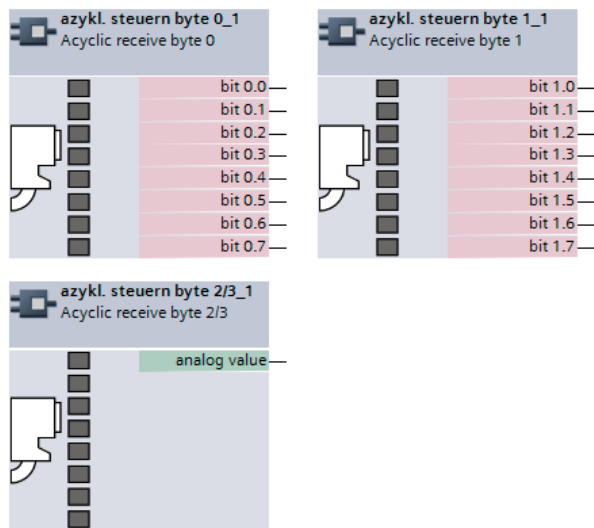 azykl. steuern byte 0_1
Acyclic receive byte 0
bit 0.0
bit 0.1
bit 0.2
bit 0.3
bit 0.4
bit 0.5
bit 0.6
bit 0.7
azykl. steuern byte 1_1
Acyclic receive byte 1
bit 1.0
bit 1.1
bit 1.2
bit 1.3
bit 1.4
bit 1.5
bit 1.6
bit 1.7
azykl. steuern byte 2/3_1
Acyclic receive byte 2/3
analog value